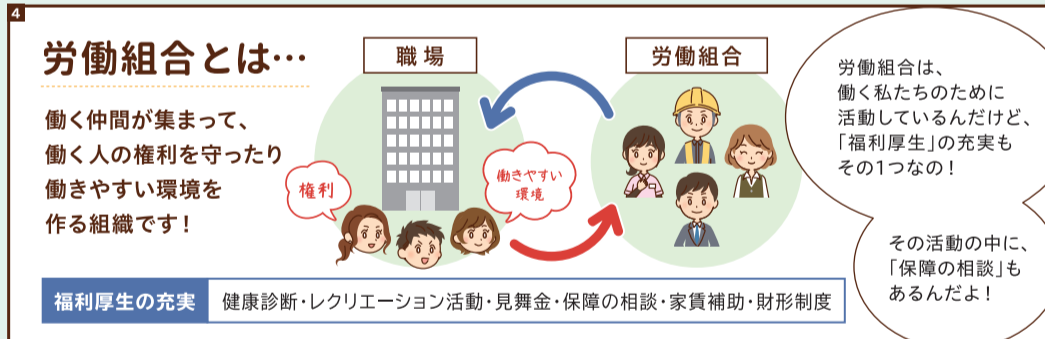 4
労働組合とは…
働く仲間が集まって、
働く人の権利を守ったり
働きやすい環境を
作る組織です！
職場
労働組合
権利
働きやすい
環境
労働組合は、
働く私たちのために
活動しているんだけど、
「福利厚生」の充実も
その1つなの！
その活動の中に、
「保障の相談」も
あるんだよ！
福利厚生の充実 健康診断・レクリエーション活動・見舞金・保障の相談・家賃補助・財形制度